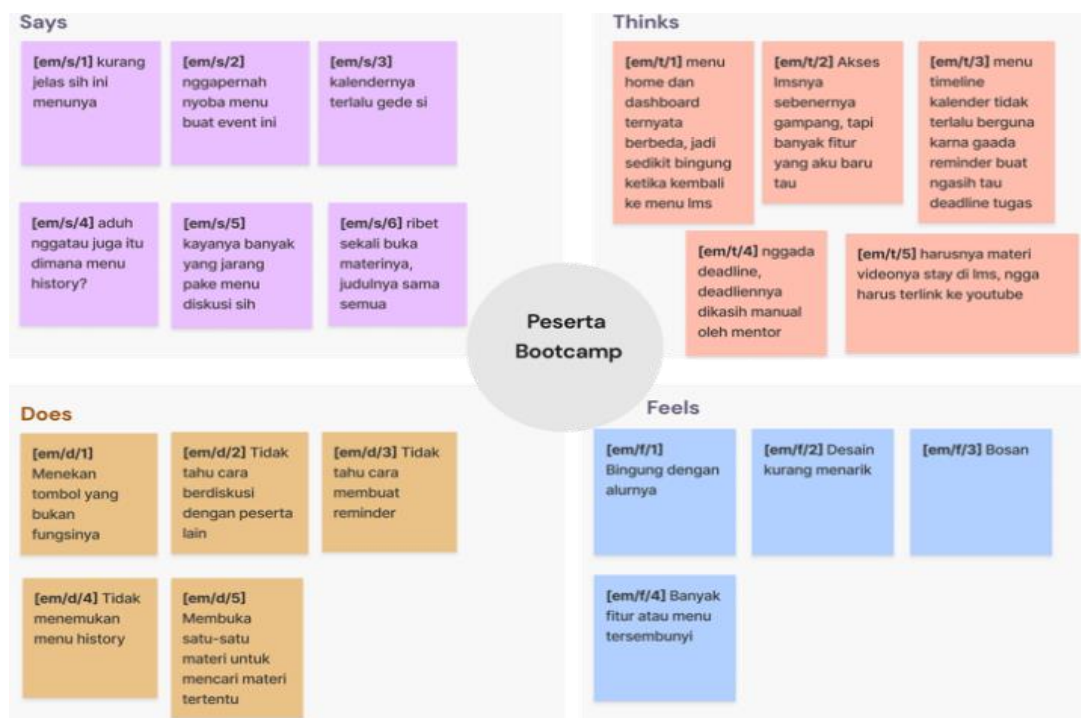 Says
[em/s/1] kurang
jelas sih ini
menunya
[em/s/2]
nggapernah
nyoba menu
buat event ini
[em/s/3]
kalendernya
terlalu gede si
[em/s/4] aduh
nggatau juga itu
dimana menu
history?
[em/s/5]
kayanya banyak
yang jarang
pake menu
diskusi sih
[em/s/6] ribet
sekali buka
materinya,
judulnya sama
semua
Thinks
[em/t/1] menu
home dan
dashboard
ternyata
berbeda, jadi
sedikit bingung
ketika kembali
ke menu lms
[em/t/2] Akses
lmsnya
sebenernya
gampang, tapi
banyak fitur
yang aku baru
tau
[em/t/3] menu
timeline
kalender tidak
terlalu berguna
karna gaada
reminder buat
ngasih tau
deadline tugas
[em/t/4] nggada
deadline,
deadliennya
dikasih manual
oleh mentor
[em/t/5] harusnya materi
videonya stay di lms, ngga
harus terlink ke youtube
Peserta
Bootcamp
Does
[em/d/1]
Menekan
tombol yang
bukan
fungsinya
[em/d/2] Tidak
tahu cara
berdiskusi
dengan peserta
lain
[em/d/3] Tidak
tahu cara
membuat
reminder
[em/d/4] Tidak
menemukan
menu history
[em/d/5]
Membuka
satu-satu
materi untuk
mencari materi
tertentu
Feels
[em/f/1]
Bingung dengan
alurnya
[em/f/2] Desain
kurang menarik
[em/f/3] Bosan
[em/f/4] Banyak
fitur atau menu
tersembunyi